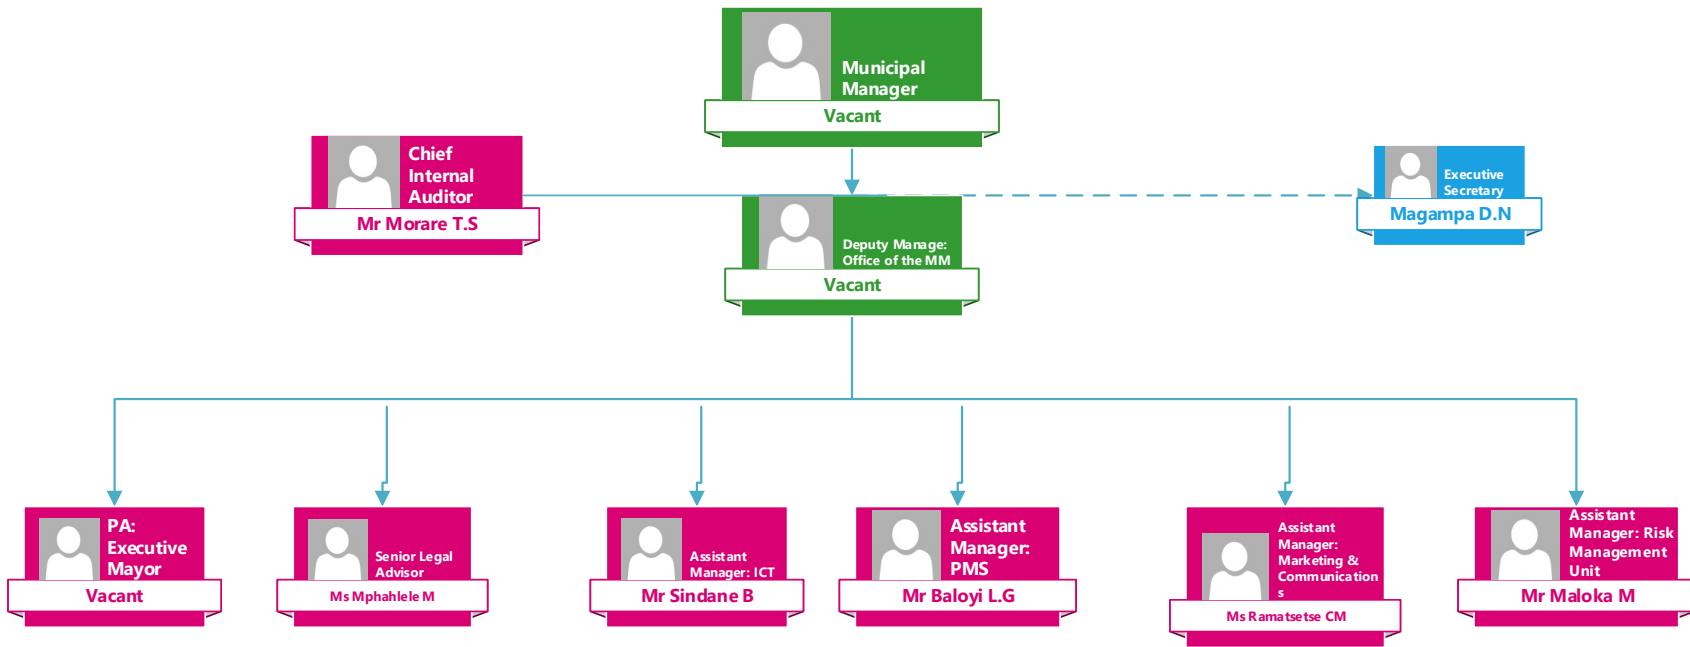 Municipal
Manager
Vacant
Chief
Internal
Auditor
Mr Morare T.S
Executive
Secretary
Magampa D.N
Deputy Manage:
Office of the MM
Vacant
PA:
Executive
Mayor
Vacant
Senior Legal
Advisor
Ms Mphahlele M
Assistant
Manager: ICT
Mr Sindane B
Assistant
Manager:
PMS
Mr Baloyi L.G
Assistant
Manager:
Marketing &
Communication
s
Ms Ramatsetse CM
Assistant
Manager: Risk
Management
Unit
Mr Maloka M